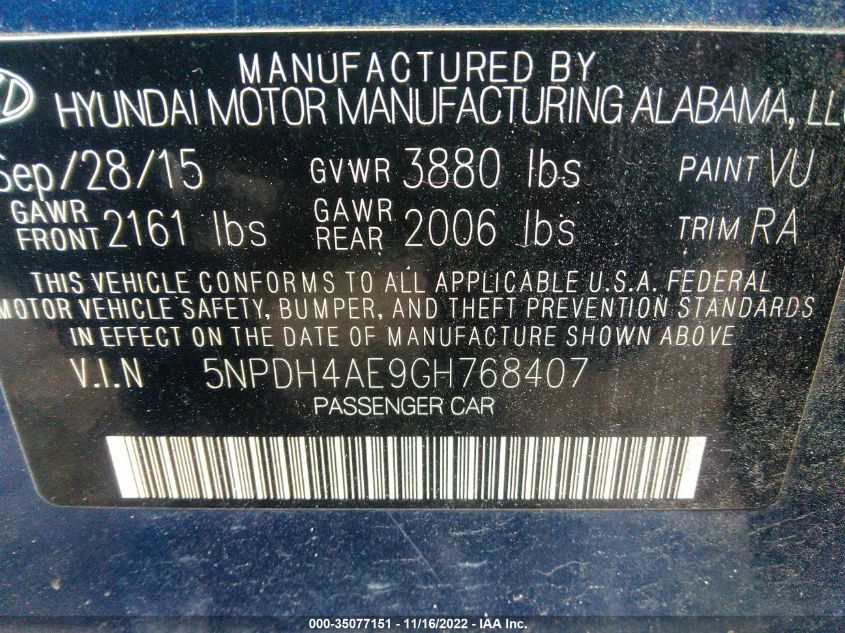 MANUFACTURED BY
HYUNDAI MOTOR MANUFACTURING ALABAMA, LLC
Sep/28/15 GVWR 3880 lbs PAINT VU
GAWR FRONT 2161 lbs GAWR REAR 2006 lbs TRIM RA
THIS VEHICLE CONFORMS TO ALL APPLICABLE U.S.A. FEDERAL
MOTOR VEHICLE SAFETY, BUMPER, AND THEFT PREVENTION STANDARDS
IN EFFECT ON THE DATE OF MANUFACTURE SHOWN ABOVE
V.I.N 5NPDH4AE9GH768407
PASSENGER CAR
000-35077151 - 11/16/2022 - IAA Inc.